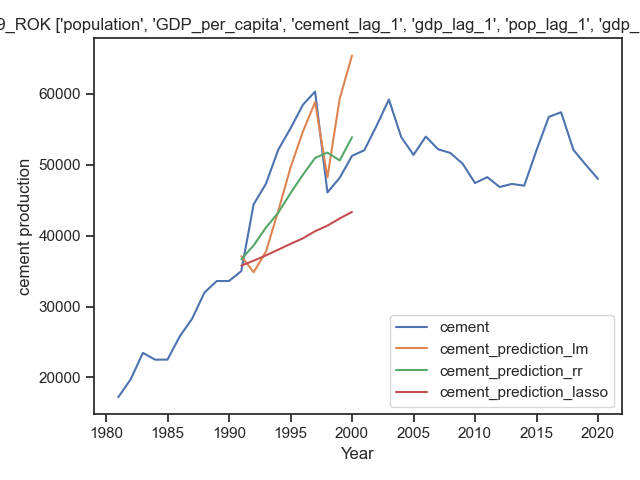 9_ROK ['population', 'GDP_per_capita', 'cement_lag_1', 'gdp_lag_1', 'pop_lag_1', 'gdp_
cement production
60000
50000
40000
30000
20000
cement
cement_prediction_lm
cement_prediction_rr
cement_prediction_lasso
1980 1985 1990 1995 2000 2005 2010 2015 2020
Year